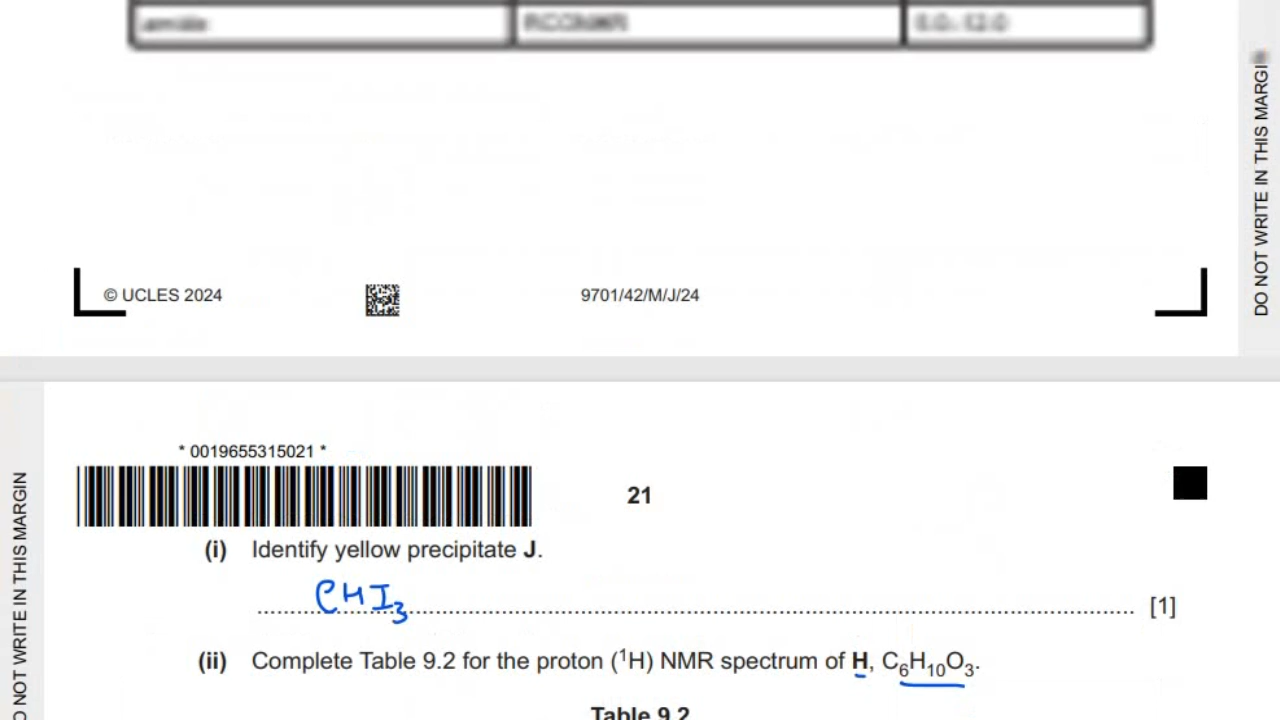 © UCLES 2024
9701/42/M/J/24
DO NOT WRITE IN THIS MARGIN
* 0019655315021 *
21
(i) Identify yellow precipitate J.
CHI₃
[1]
(ii) Complete Table 9.2 for the proton (¹H) NMR spectrum of H, C₆H₁₀O₃.
Table 9.2
O NOT WRITE IN THIS MARGIN